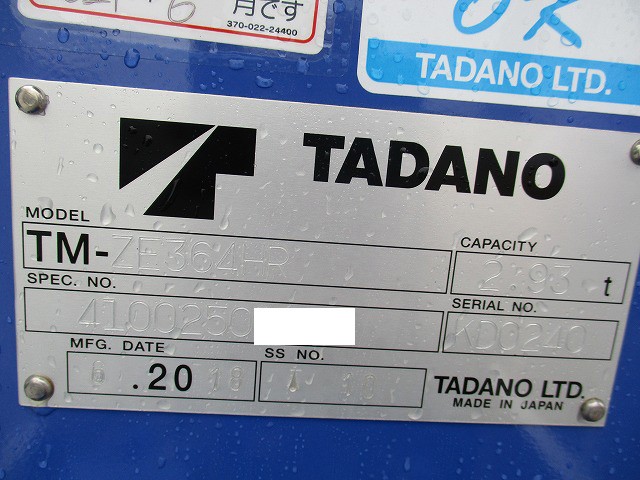 月です
370-022-24400
TADANO LTD.
TADANO
MODEL
TM-ZE364HR
CAPACITY
2.93 t
SPEC. NO.
4100250
SERIAL NO.
KD0240
MFG. DATE
.2018
SS NO.
TADANO LTD.
MADE IN JAPAN